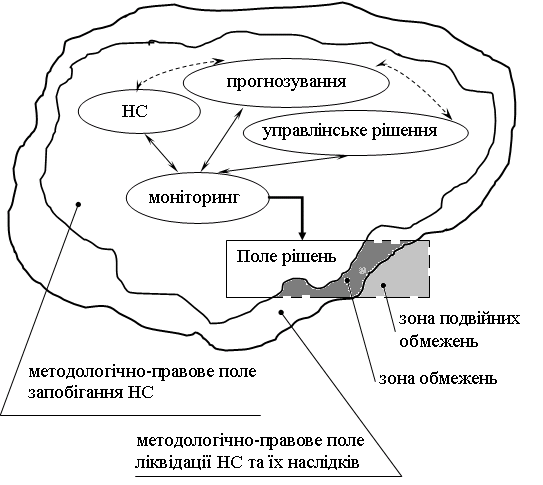 прогнозування
НС
управлінське рішення
моніторинг
Поле рішень
зона подвійних
обмежень
зона обмежень
методологічно-правове поле
запобігання НС
методологічно-правове поле
ліквідації НС та їх наслідків